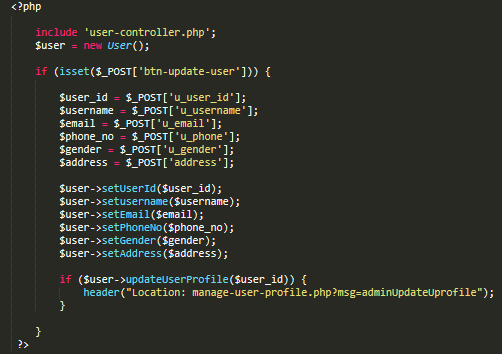 <?php
include 'user-controller.php';
$user = new User();
if (isset($_POST['btn-update-user'])) {
$user_id = $_POST['u_user_id'];
$username = $_POST['u_username'];
$email = $_POST['u_email'];
$phone_no = $_POST['u_phone'];
$gender = $_POST['u_gender'];
$address = $_POST['address'];
$user->setUserId($user_id);
$user->setusername($username);
$user->setEmail($email);
$user->setPhoneNo($phone_no);
$user->setGender($gender);
$user->setAddress($address);
if ($user->updateUserProfile($user_id)) {
header("Location: manage-user-profile.php?msg=adminUpdateUprofile");
}
}
?>